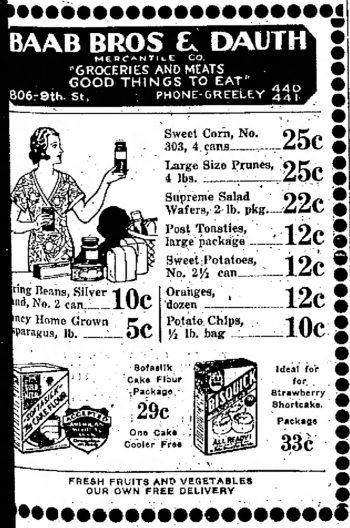 BAAB BROS & DAUTH
MERCANTILE CO.
"GROCERIES AND MEATS
GOOD THINGS TO EAT"
806-9th. St,
PHONE-GREELEY 440
441
Sweet Corn, No.
303, 4 cans 25c
Large Size Prunes,
4 lbs. 25c
Supreme Salad
Wafers, 2 lb. pkg. 22c
Post Toasties,
large package 12c
Sweet Potatoes,
No. 2½ can 12c
ring Beans, Silver
and, No. 2 can 10c
ncy Home Grown
sparagus, lb. 5c
Oranges,
dozen 12c
Potato Chips,
½ lb. bag 10c
SOFTASILK
CAKE FLOUR
ACCEPTED
AMERICAN
MEDICAL
Sofasilk
Cake Flour
Package
29c
One Cake
Cooler Free
BISQUICK
ALL READY!
Ideal for
for
Strawberry
Shortcake.
Package
33c
FRESH FRUITS AND VEGETABLES
OUR OWN FREE DELIVERY